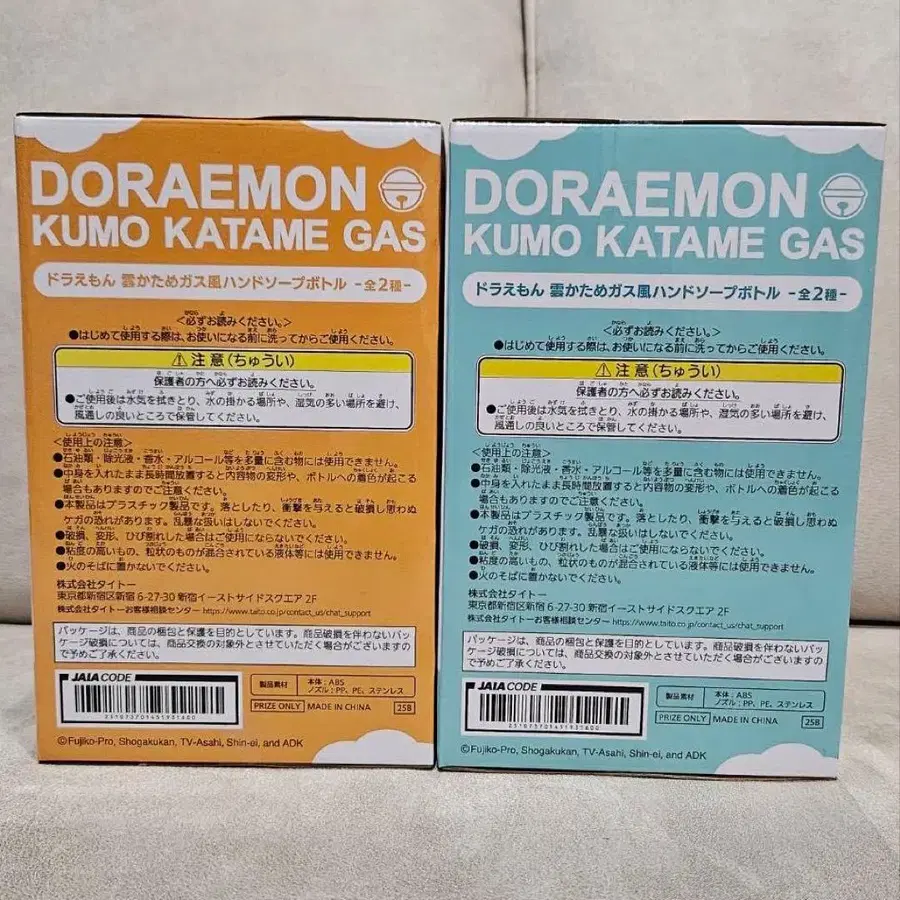 DORAEMON
KUMO KATAME GAS
ドラえもん 雲かためガス風ハンドソープボトル -全2種-
<必ずお読みください。>
●はじめて使用する際は、お使いになる前に洗ってからご使用ください。
⚠注意(ちゅうい)
保護者の方へ必ずお読みください。
●ご使用後は水気を拭きとり、水の掛かる場所や、湿気の多い場所を避け、
風通しの良いところで保管してください。
<使用上の注意>
●石油類・除光液・香水・アルコール等を多量に含む物には使用できません。
●中身を入れたまま長時間放置すると内容物の変形や、ボトルへの着色が起こる
場合もありますのでご注意ください。
●本製品はプラスチック製品です。落としたり、衝撃を与えると破損し思わぬ
ケガの恐れがあります。乱暴な扱いはしないでください。
●破損、変形、ひび割れした場合はご使用にならないでください。
●粘度の高いもの、粒状のものが混合されている液体等には使用できません。
●火のそばに置かないでください。
株式会社タイトー
東京都新宿区新宿 6-27-30 新宿イーストサイドスクエア 2F
株式会社タイトーお客様相談センター https://www.taito.co.jp/contact_us/chat_support
パッケージは、商品の梱包と保護を目的としています。商品破損を伴わないパッ
ケージ破損については、商品交換の対象外とさせていただく場合がございますの
で予めご了承ください。
JAIA CODE
231073701451931400
製品素材
本体:ABS
ノズル:PP、PE、ステンレス
PRIZE ONLY
MADE IN CHINA
25B
©Fujiko-Pro, Shogakukan, TV-Asahi, Shin-ei, and ADK
DORAEMON
KUMO KATAME GAS
ドラえもん 雲かためガス風ハンドソープボトル -全2種-
<必ずお読みください。>
●はじめて使用する際は、お使いになる前に洗ってからご使用ください。
⚠注意(ちゅうい)
保護者の方へ必ずお読みください。
●ご使用後は水気を拭きとり、水の掛かる場所や、湿気の多い場所を避け、
風通しの良いところで保管してください。
<使用上の注意>
●石油類・除光液・香水・アルコール等を多量に含む物には使用できません。
●中身を入れたまま長時間放置すると内容物の変形や、ボトルへの着色が起こる
場合もありますのでご注意ください。
●本製品はプラスチック製品です。落としたり、衝撃を与えると破損し思わぬ
ケガの恐れがあります。乱暴な扱いはしないでください。
●破損、変形、ひび割れした場合はご使用にならないでください。
●粘度の高いもの、粒状のものが混合されている液体等には使用できません。
●火のそばに置かないでください。
株式会社タイトー
東京都新宿区新宿 6-27-30 新宿イーストサイドスクエア 2F
株式会社タイトーお客様相談センター https://www.taito.co.jp/contact_us/chat_support
パッケージは、商品の梱包と保護を目的としています。商品破損を伴わないパッ
ケージ破損については、商品交換の対象外とさせていただく場合がございますの
で予めご了承ください。
JAIA CODE
製品素材
本体:ABS
ノズル:PP、PE、ステンレス
PRIZE ONLY
MADE IN CHINA
25B
©Fujiko-Pro, Shogakukan, TV-Asahi, Shin-ei, and ADK